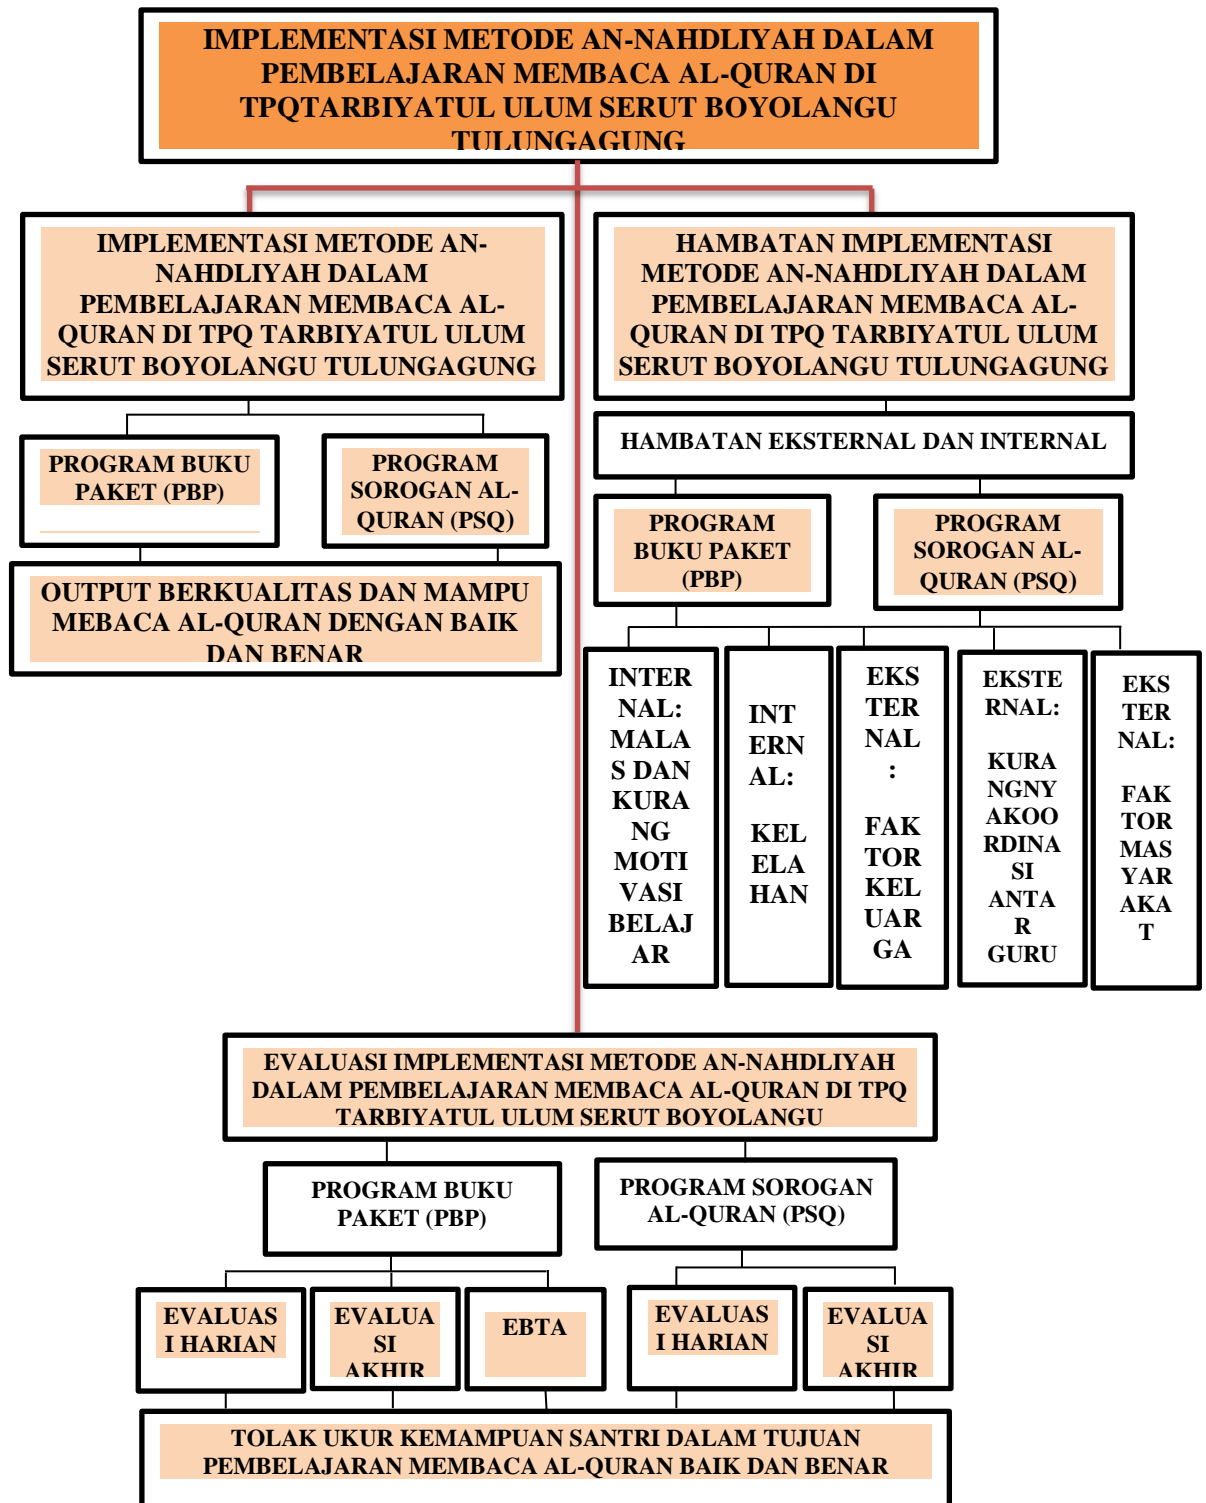 IMPLEMENTASI METODE AN-NAHDLIYAH DALAM
PEMBELAJARAN MEMBACA AL-QURAN DI
TPQTARBIYATUL ULUM SERUT BOYOLANGU
TULUNGAGUNG
IMPLEMENTASI METODE AN-
NAHDLIYAH DALAM
PEMBELAJARAN MEMBACA AL-
QURAN DI TPQ TARBIYATUL ULUM
SERUT BOYOLANGU TULUNGAGUNG
HAMBATAN IMPLEMENTASI
METODE AN-NAHDLIYAH DALAM
PEMBELAJARAN MEMBACA AL-
QURAN DI TPQ TARBIYATUL ULUM
SERUT BOYOLANGU TULUNGAGUNG
PROGRAM BUKU
PAKET (PBP)
PROGRAM
SOROGAN AL-
QURAN (PSQ)
OUTPUT BERKUALITAS DAN MAMPU
MEBACA AL-QURAN DENGAN BAIK
DAN BENAR
HAMBATAN EKSTERNAL DAN INTERNAL
PROGRAM
BUKU PAKET
(PBP)
PROGRAM
SOROGAN AL-
QURAN (PSQ)
INTER
NAL:
MALA
S DAN
KURA
NG
MOTI
VASI
BELAJ
AR
INT
ERN
AL:
KEL
ELA
HAN
EKS
TER
NAL
:
FAK
TOR
KEL
UAR
GA
EKSTE
RNAL:
KURA
NGNY
AKOO
RDINA
SI
ANTA
R
GURU
EKS
TER
NAL:
FAK
TOR
MAS
YAR
AKA
T
EVALUASI IMPLEMENTASI METODE AN-NAHDLIYAH
DALAM PEMBELAJARAN MEMBACA AL-QURAN DI TPQ
TARBIYATUL ULUM SERUT BOYOLANGU
PROGRAM BUKU
PAKET (PBP)
PROGRAM SOROGAN
AL-QURAN (PSQ)
EVALUAS
I HARIAN
EVALUA
SI
AKHIR
EBTA
EVALUAS
I HARIAN
EVALUA
SI
AKHIR
TOLAK UKUR KEMAMPUAN SANTRI DALAM TUJUAN
PEMBELAJARAN MEMBACA AL-QURAN BAIK DAN BENAR